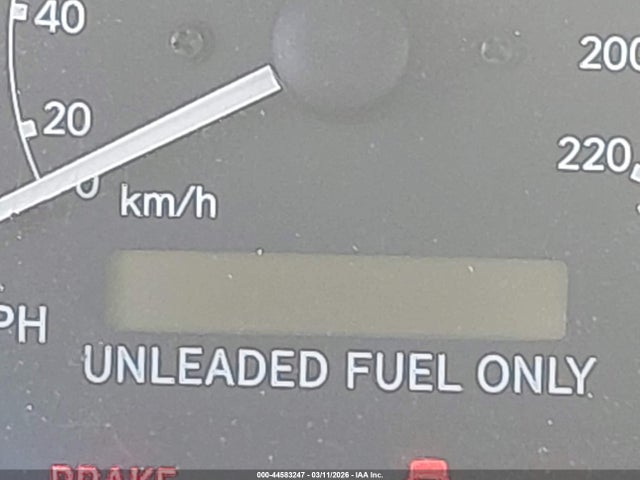 40
200
20
220
0
km/h
PH
UNLEADED FUEL ONLY
BRAKE
000-44583247 - 03/11/2026 - IAA Inc.